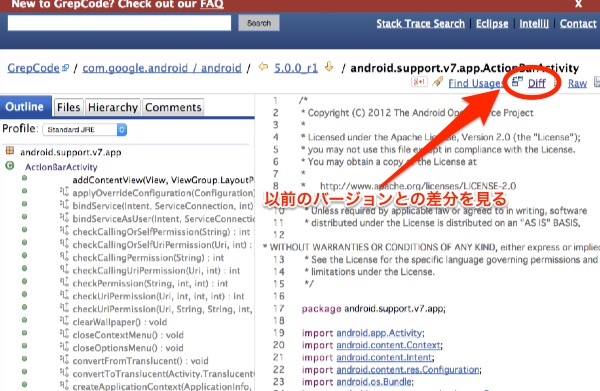 New to GrepCode? Check out our FAQ
X
Search
Stack Trace Search | Eclipse | IntelliJ | Contact
GrepCode / com.google.android / android / 5.0.0_r1 / android.support.v7.app.ActionBarActivity
Find Usages
Diff
Raw
Outline Files Hierarchy Comments
Profile: Standard JRE
android.support.v7.app
ActionBarActivity
addContentView(View, ViewGroup.LayoutP
applyOverrideConfiguration(Configuration)
bindService(Intent, ServiceConnection, int)
bindServiceAsUser(Intent, ServiceConnection,
checkCallingOrSelfPermission(String) : int
checkCallingOrSelfUriPermission(Uri, int) : int
checkCallingPermission(String) : int
checkCallingUriPermission(Uri, int) : int
checkPermission(String, int, int) : int
checkUriPermission(Uri, int, int, int) : int
checkUriPermission(Uri, String, String, int,
clearWallpaper() : void
closeContextMenu() : void
closeOptionsMenu() : void
convertFromTranslucent() : void
convertToTranslucent(Activity.Translucent
createApplicationContext(ApplicationInfo,
1 /*
2 * Copyright (C) 2012 The Android Open Source Project
3 *
4 * Licensed under the Apache License, Version 2.0 (the "License");
5 * you may not use this file except in compliance with the License.
6 * You may obtain a copy of the License at
7 *
8 * http://www.apache.org/licenses/LICENSE-2.0
以前のバージョンとの差分を見る
* Unless required by applicable law or agreed to in writing, software
11 * distributed under the License is distributed on an "AS IS" BASIS,
* WITHOUT WARRANTIES OR CONDITIONS OF ANY KIND, either express or implied
13 * See the License for the specific language governing permissions and
14 * limitations under the License.
15 */
16
17 package android.support.v7.app;
18
19 import android.app.Activity;
20 import android.content.Context;
21 import android.content.Intent;
22 import android.content.res.Configuration;
23 import android.os.Bundle;